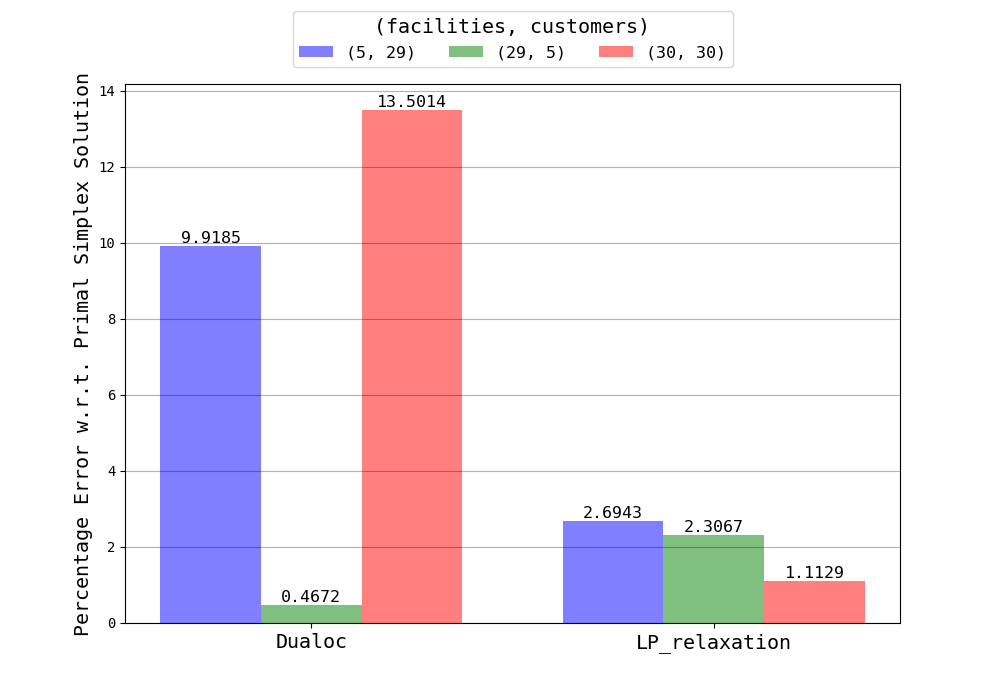 (facilities, customers)
(5, 29) (29, 5) (30, 30)
Percentage Error w.r.t. Primal Simplex Solution
14
12
10
8
6
4
2
0
9.9185
0.4672
13.5014
2.6943
2.3067
1.1129
Dualoc
LP_relaxation